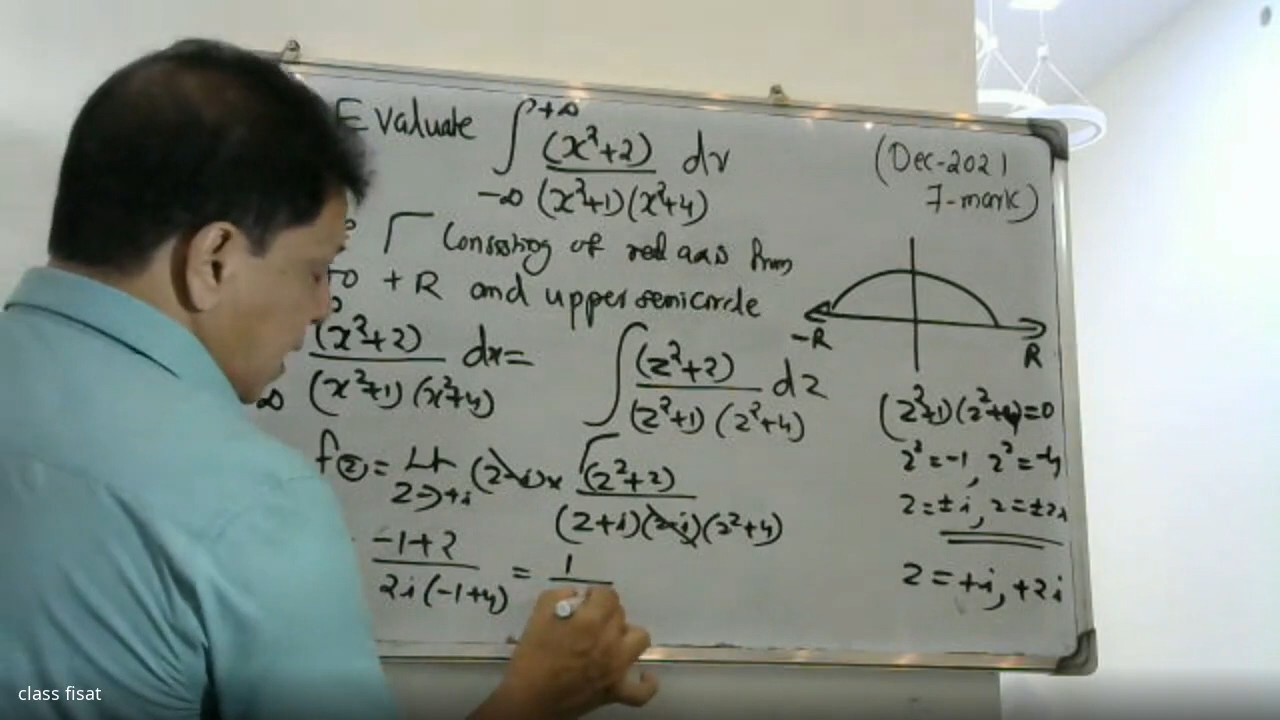 Evaluate ∫ -∞ +∞ (x²+2) / (x²+1)(x²+4) dx
(Dec-2021
7-mark)
Consisting of real axis from
to +R and upper semicircle
-R R
(x²+2) / (x²+1)(x²+4) dx = ∫Γ (z²+2) / (z²+1)(z²+4) dz
∞
(z²+1)(z²+4)=0
z²=-1, z²=-4
z=±i, z=±2i
z=+i, +2i
f(z) = Lt z→+i (z-i) × (z²+2) / (z+i)(z-i)(z²+4)
-1+2 / 2i(-1+4) = 1
class fisat